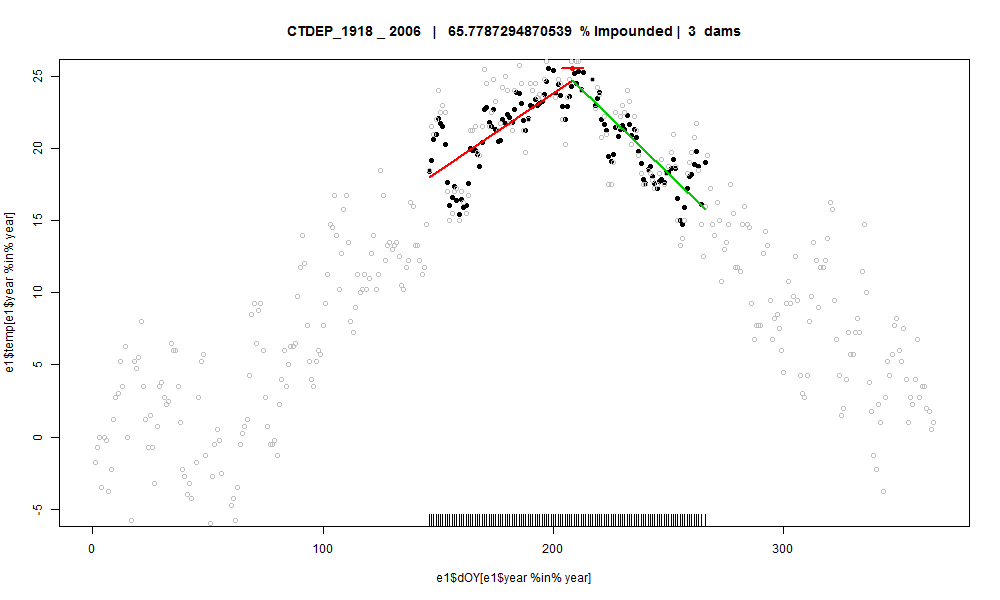 CTDEP_1918 _ 2006 | 65.7787294870539 % Impounded | 3 dams
e1$temp[e1$year %in% year]
25
20
15
10
5
0
-5
0 100 200 300
e1$dOY[e1$year %in% year]